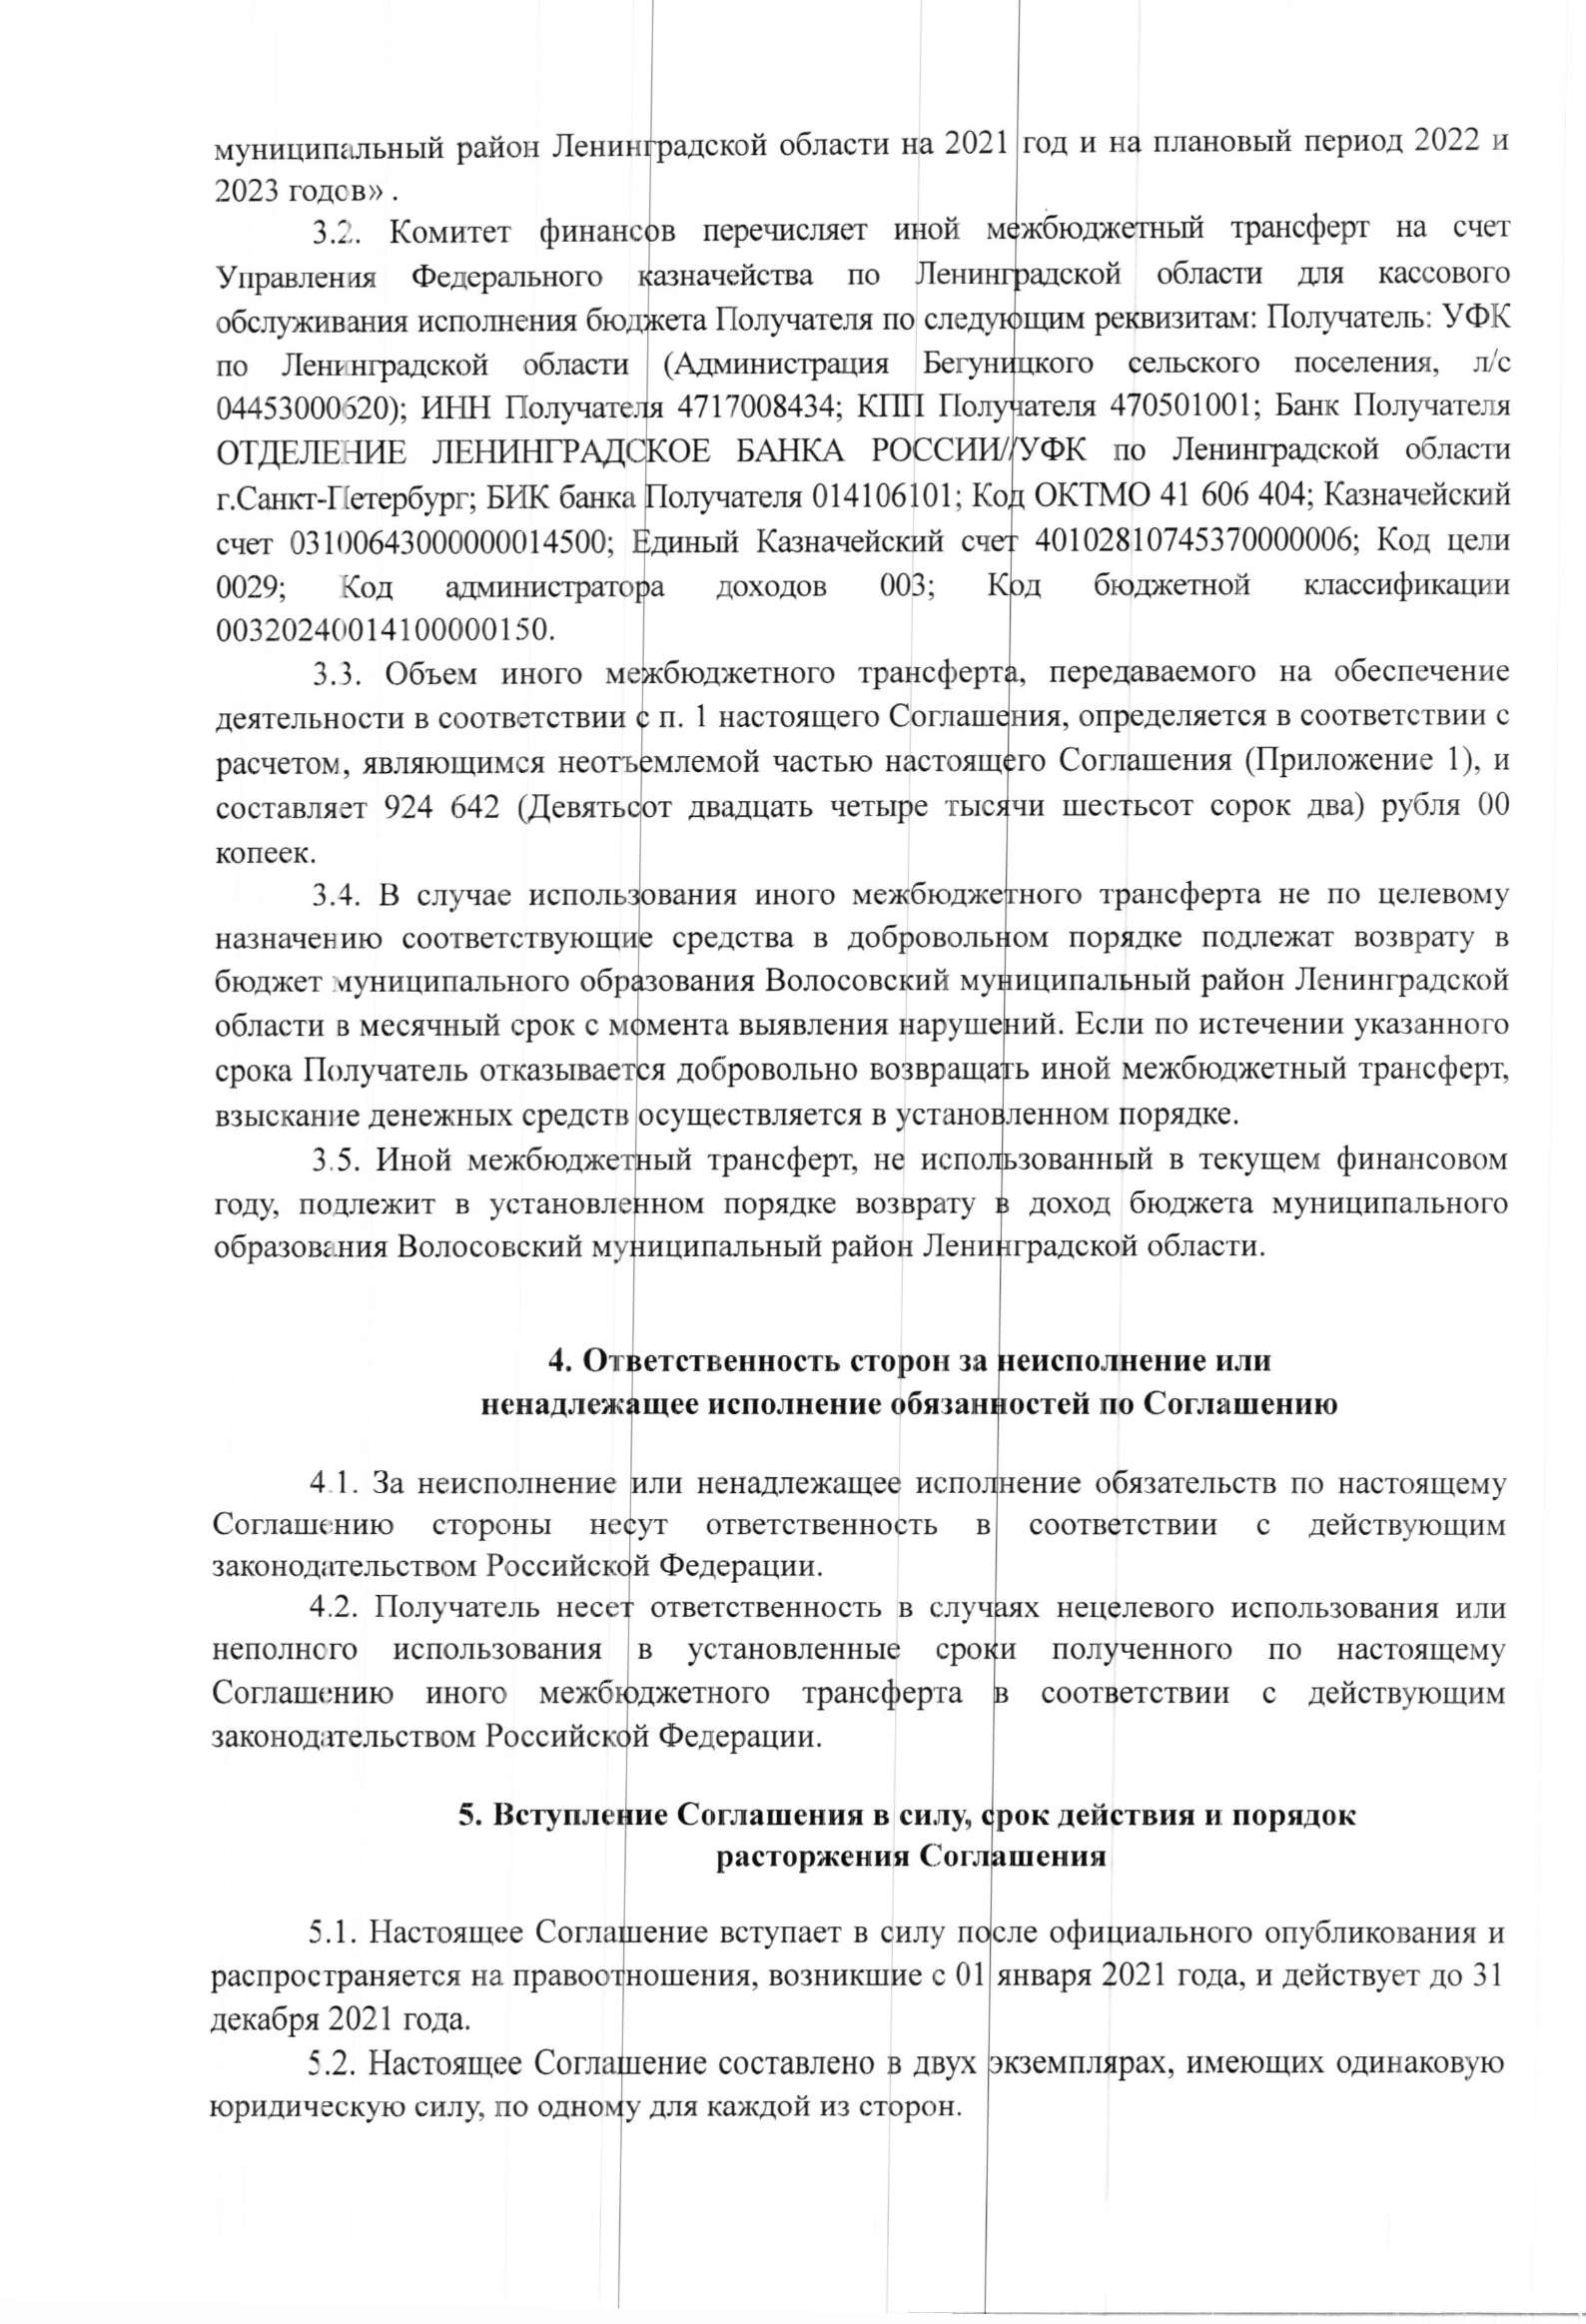 муниципальный район Ленинградской области на 2021 год и на плановый период 2022 и
2023 годов» .
3.2. Комитет финансов перечисляет иной межбюджетный трансферт на счет
Управления Федерального казначейства по Ленинградской области для кассового
обслуживания исполнения бюджета Получателя по следующим реквизитам: Получатель: УФК
по Ленинградской области (Администрация Бегуницкого сельского поселения, л/с
04453000620); ИНН Получателя 4717008434; КПП Получателя 470501001; Банк Получателя
ОТДЕЛЕНИЕ ЛЕНИНГРАДСКОЕ БАНКА РОССИИ//УФК по Ленинградской области
г.Санкт-Петербург; БИК банка Получателя 014106101; Код ОКТМО 41 606 404; Казначейский
счет 03100643000000014500; Единый Казначейский счет 40102810745370000006; Код цели
0029; Код администратора доходов 003; Код бюджетной классификации
00320240014100000150.
3.3. Объем иного межбюджетного трансферта, передаваемого на обеспечение
деятельности в соответствии с п. 1 настоящего Соглашения, определяется в соответствии с
расчетом, являющимся неотъемлемой частью настоящего Соглашения (Приложение 1), и
составляет 924 642 (Девятьсот двадцать четыре тысячи шестьсот сорок два) рубля 00
копеек.
3.4. В случае использования иного межбюджетного трансферта не по целевому
назначению соответствующие средства в добровольном порядке подлежат возврату в
бюджет муниципального образования Волосовский муниципальный район Ленинградской
области в месячный срок с момента выявления нарушений. Если по истечении указанного
срока Получатель отказывается добровольно возвращать иной межбюджетный трансферт,
взыскание денежных средств осуществляется в установленном порядке.
3.5. Иной межбюджетный трансферт, не использованный в текущем финансовом
году, подлежит в установленном порядке возврату в доход бюджета муниципального
образования Волосовский муниципальный район Ленинградской области.
4. Ответственность сторон за неисполнение или
ненадлежащее исполнение обязанностей по Соглашению
4.1. За неисполнение или ненадлежащее исполнение обязательств по настоящему
Соглашению стороны несут ответственность в соответствии с действующим
законодательством Российской Федерации.
4.2. Получатель несет ответственность в случаях нецелевого использования или
неполного использования в установленные сроки полученного по настоящему
Соглашению иного межбюджетного трансферта в соответствии с действующим
законодательством Российской Федерации.
5. Вступление Соглашения в силу, срок действия и порядок
расторжения Соглашения
5.1. Настоящее Соглашение вступает в силу после официального опубликования и
распространяется на правоотношения, возникшие с 01 января 2021 года, и действует до 31
декабря 2021 года.
5.2. Настоящее Соглашение составлено в двух экземплярах, имеющих одинаковую
юридическую силу, по одному для каждой из сторон.